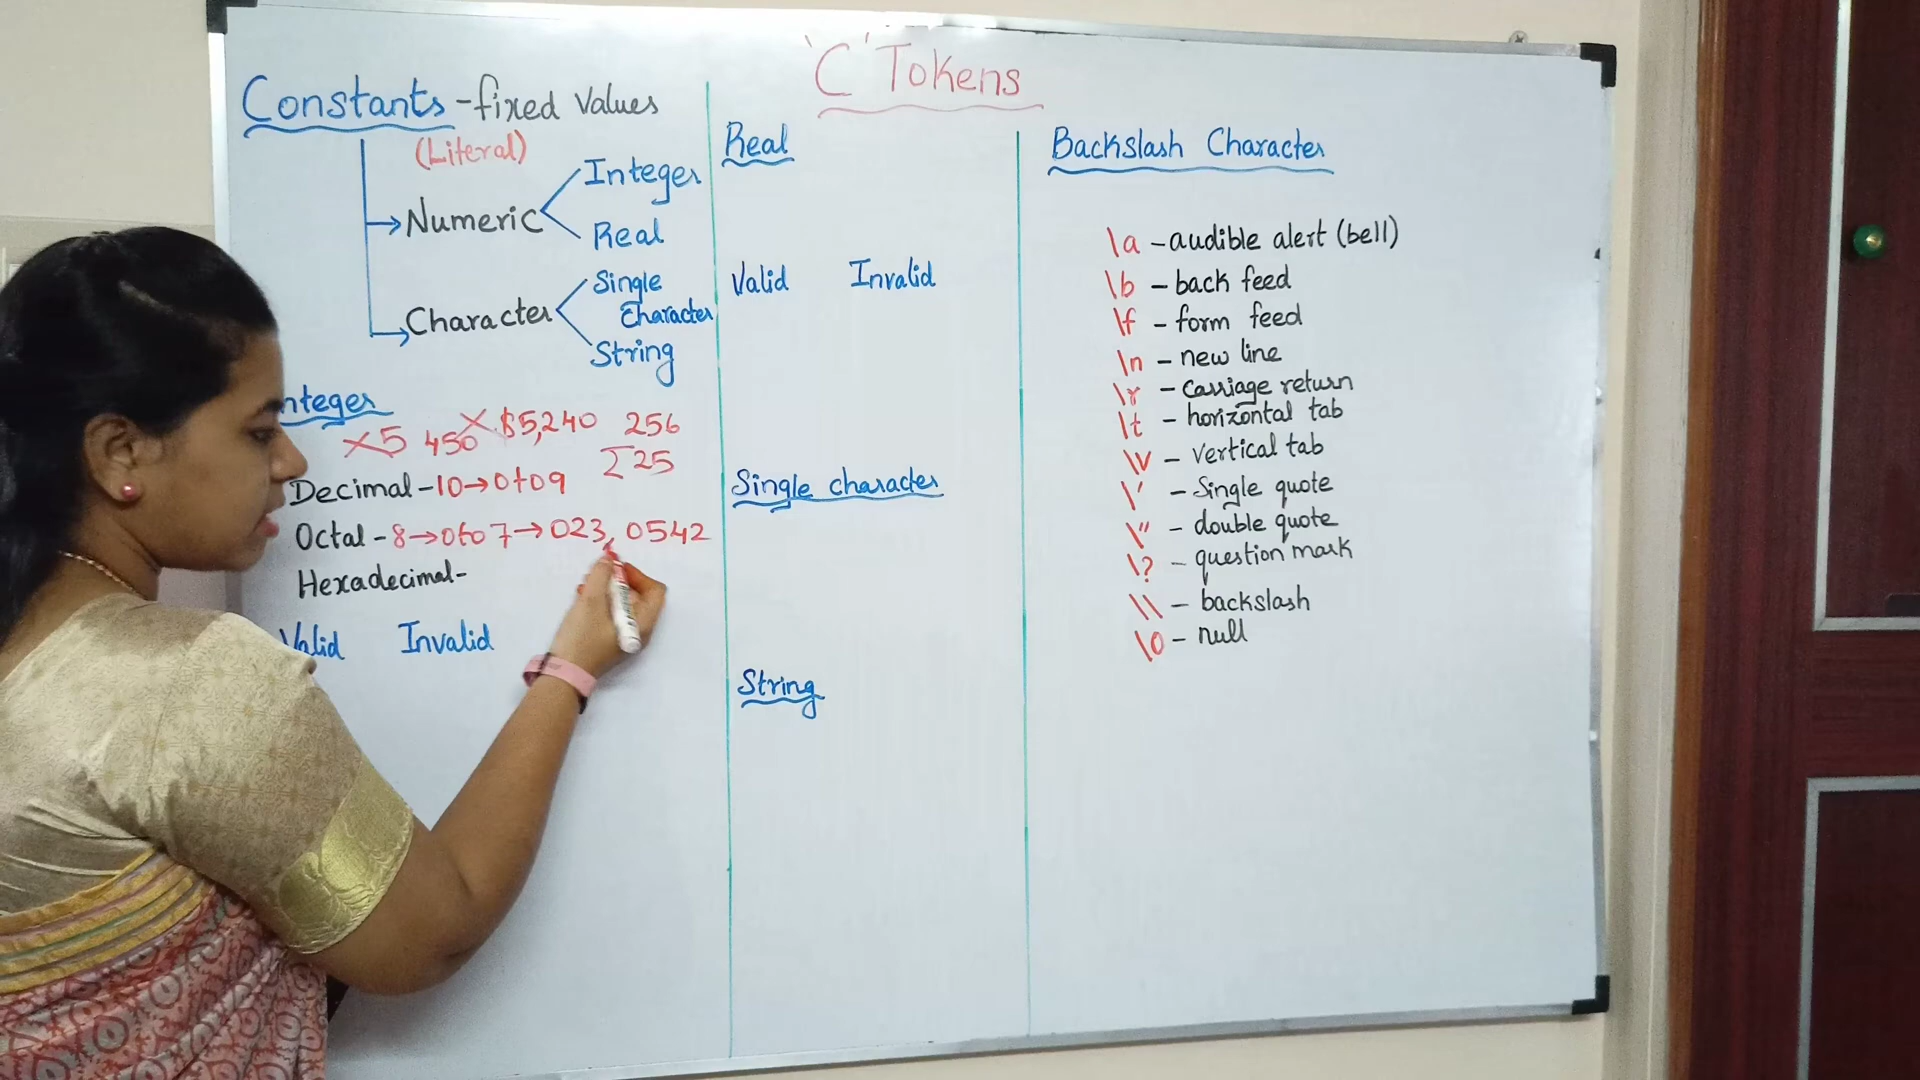 'C' Tokens
Constants - fixed values
(Literal)
Numeric
Integer
Real
Character
Single
Character
String
nteger
X5 450 X $5,240 256
225
Decimal - 10 → 0 to 9
Octal - 8 → 0 to 7 → 023, 0542
Hexadecimal -
Valid Invalid
Real
Valid Invalid
Single character
String
Backslash Character
\a - audible alert (bell)
\b - back feed
\f - form feed
\n - new line
\r - carriage return
\t - horizontal tab
\v - vertical tab
\' - Single quote
\" - double quote
\? - question mark
\\ - backslash
\0 - null